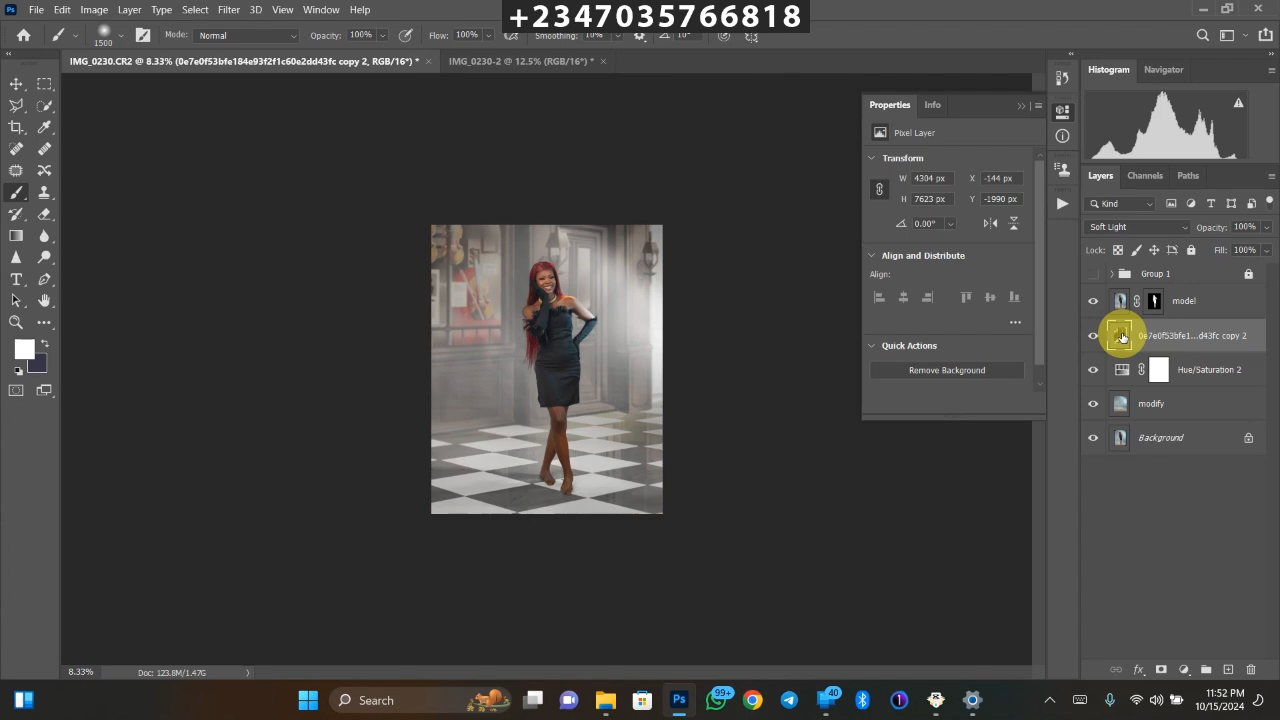 Ps File Edit Image Layer Type Select Filter 3D View Window Help
+2347035766818
1500 Mode: Normal Opacity: 100% Flow: 100% Smoothing: 10%
IMG_0230.CR2 @ 8.33% (0e7e0f53bfe184e93f2f1c60e2dd43fc copy 2, RGB/16*) * × IMG_0230-2 @ 12.5% (RGB/16*) * ×
Histogram Navigator
Properties Info
Pixel Layer
Transform
W 4304 px X -144 px
H 7623 px Y -1990 px
0.00°
Align and Distribute
Align:
Quick Actions
Remove Background
Layers Channels Paths
Kind
Soft Light Opacity: 100%
Lock: Fill: 100%
Group 1
model
0e7e0f53bfe1...d43fc copy 2
Hue/Saturation 2
modify
Background
8.33% Doc: 123.8M/1.47G
Search
Ps
99+
40
11:52 PM
10/15/2024